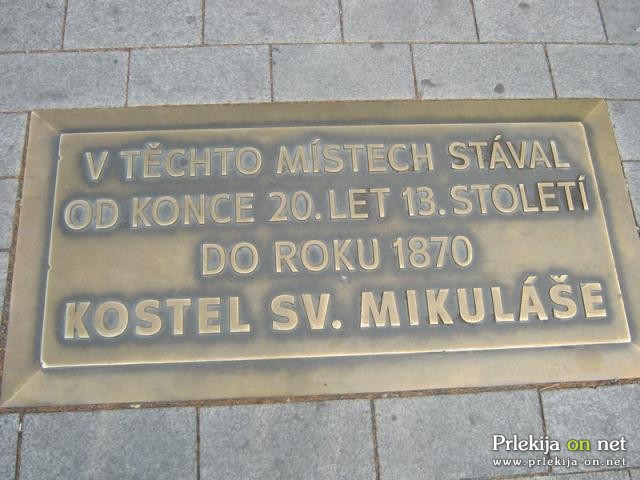 V TĚCHTO MÍSTECH STÁVAL
OD KONCE 20. LET 13. STOLETÍ
DO ROKU 1870
KOSTEL SV. MIKULÁŠE
Prlekija on net
www.prlekija-on.net